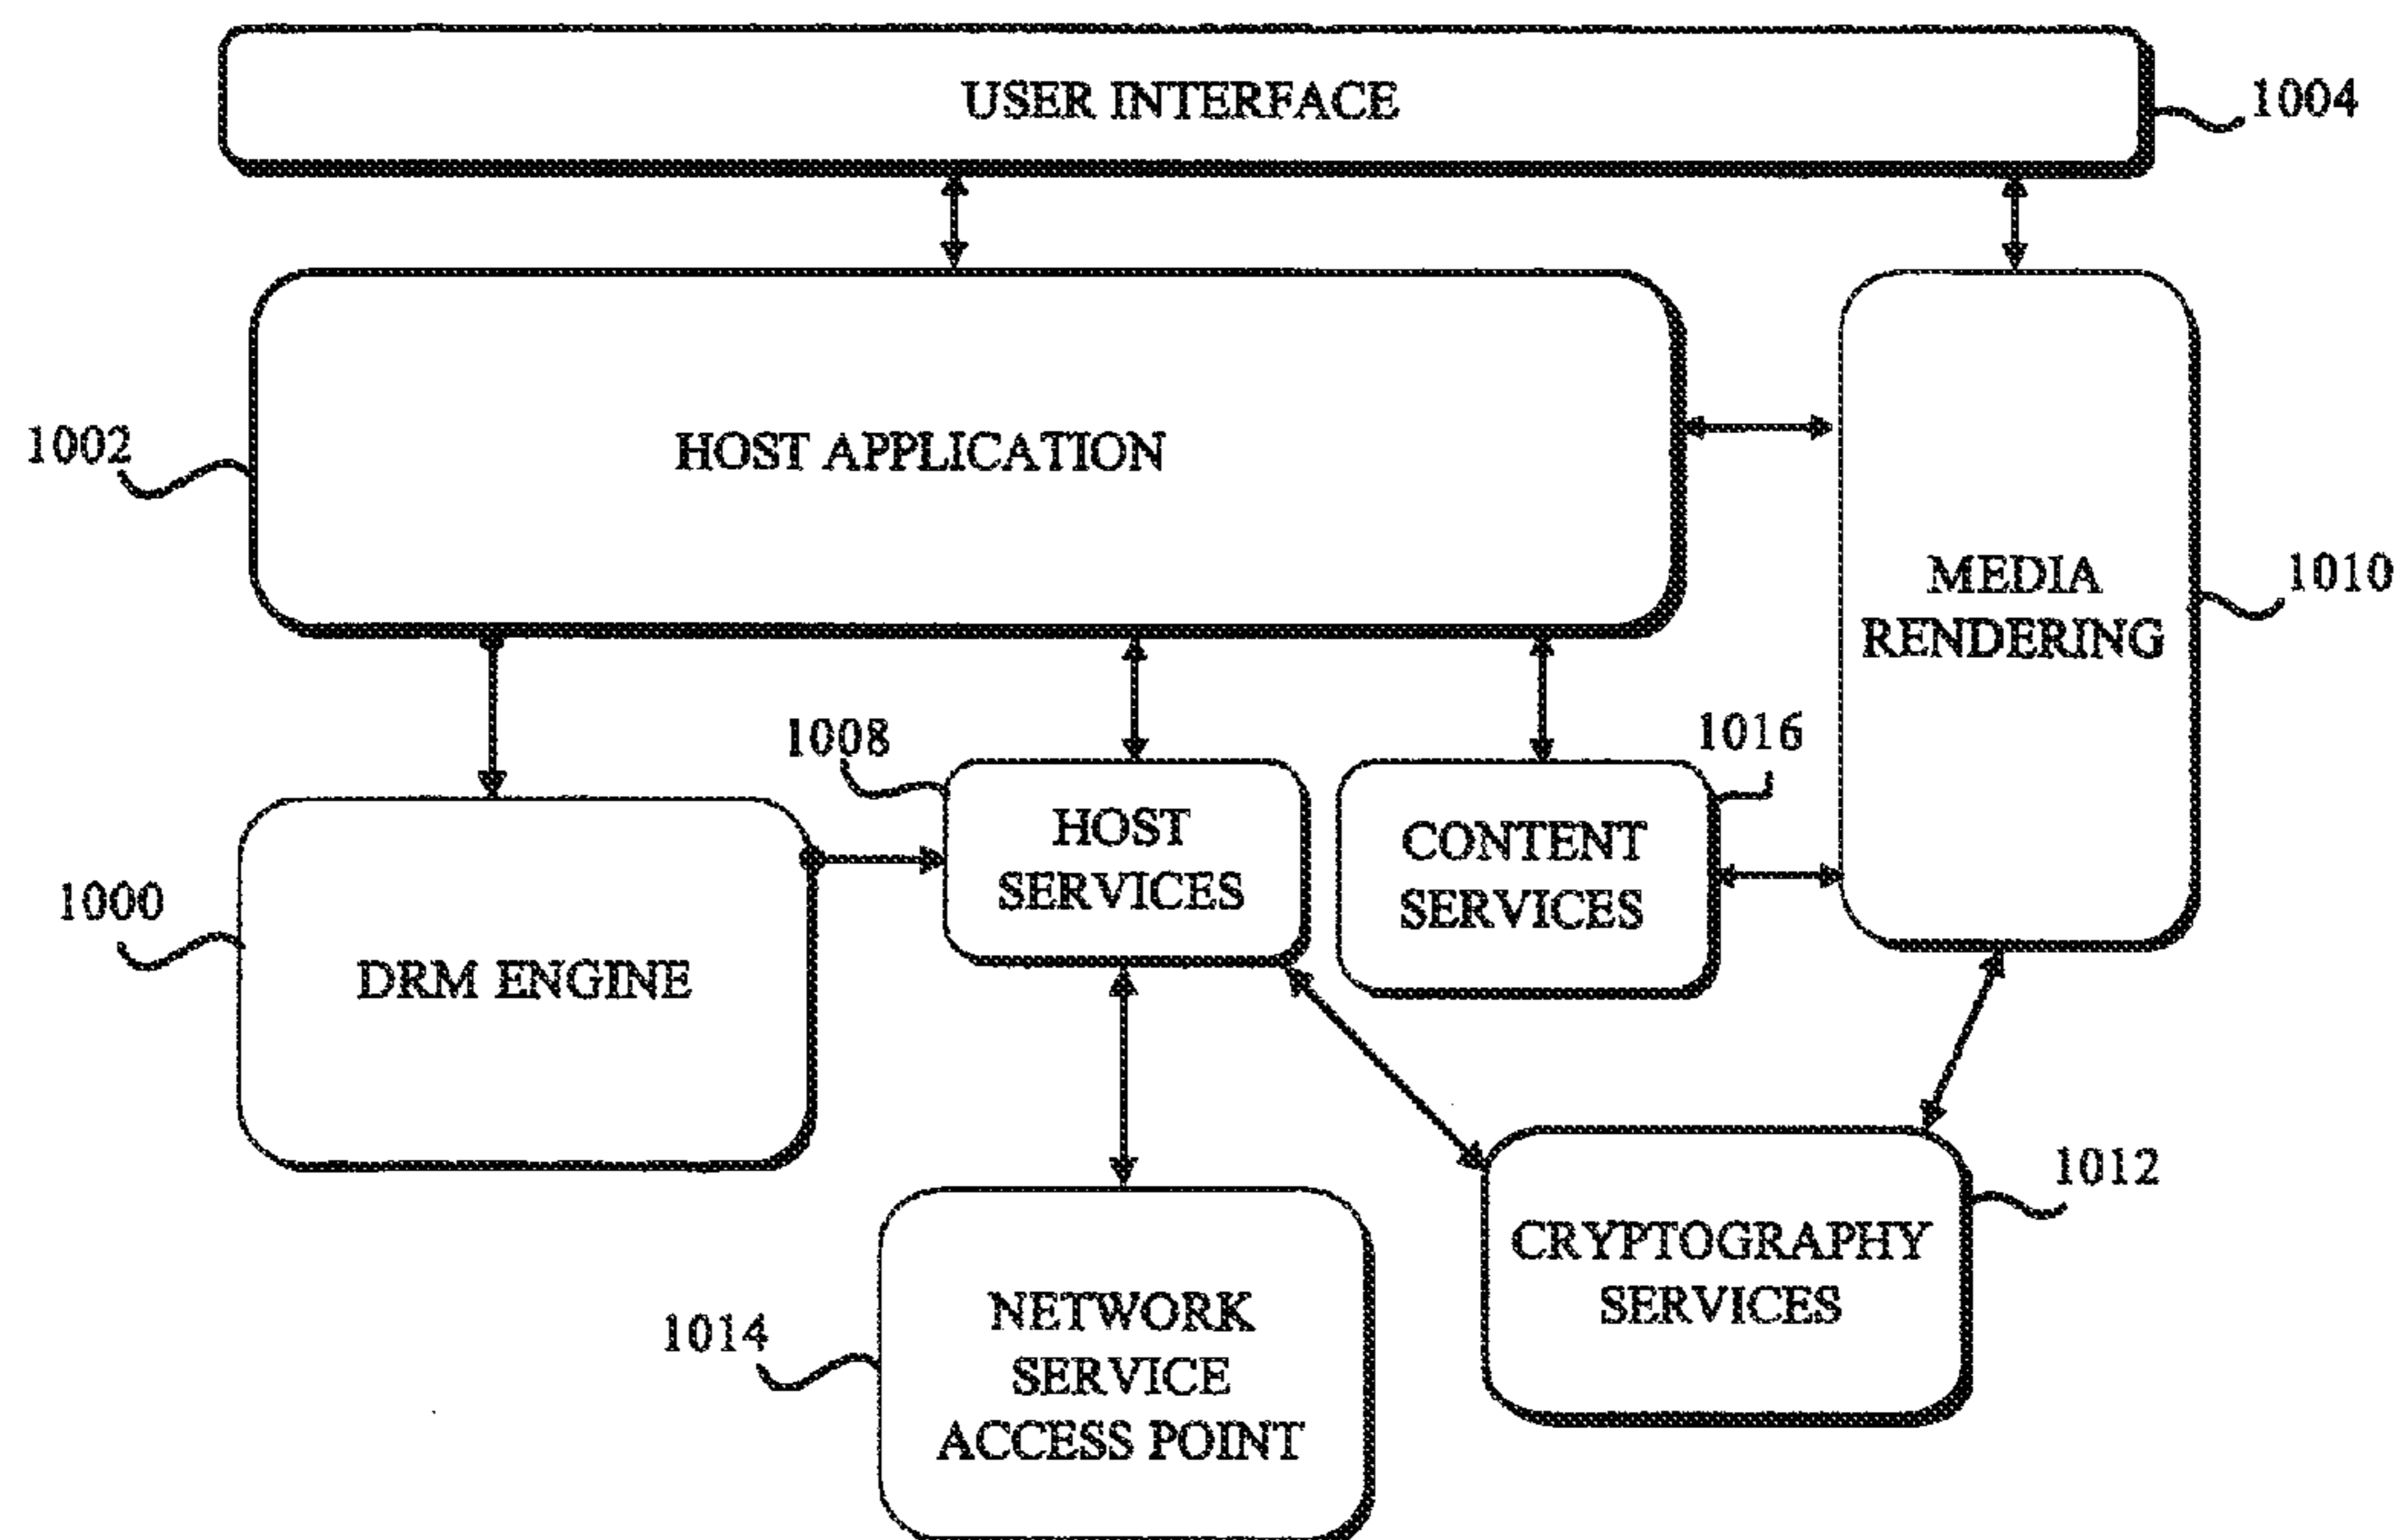 USER INTERFACE
1004
1002
HOST APPLICATION
MEDIA
RENDERING
1010
1008
1016
HOST
SERVICES
CONTENT
SERVICES
1000
DRM ENGINE
1012
CRYPTOGRAPHY
SERVICES
1014
NETWORK
SERVICE
ACCESS POINT